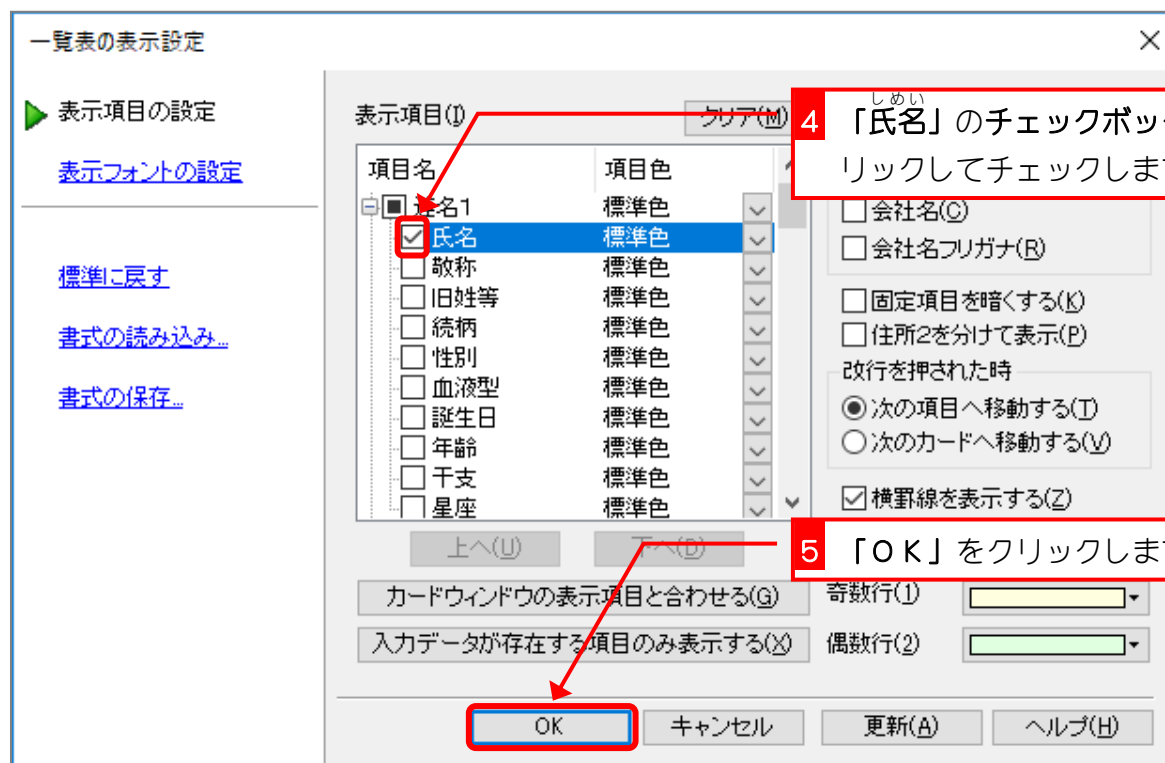 一覧表の表示設定
表示項目の設定
表示フォントの設定
標準に戻す
書式の読み込み...
書式の保存...
表示項目(I)
クリア(M)
項目名 項目色
連名1 標準色
氏名 標準色
敬称 標準色
旧姓等 標準色
続柄 標準色
性別 標準色
血液型 標準色
誕生日 標準色
年齢 標準色
干支 標準色
星座 標準色
上へ(U)
下へ(D)
カードウィンドウの表示項目と合わせる(G)
入力データが存在する項目のみ表示する(X)
しめい
4 「氏名」のチェックボッ
リックしてチェックしま
会社名(C)
会社名フリガナ(R)
固定項目を暗くする(K)
住所2を分けて表示(P)
改行を押された時
次の項目へ移動する(T)
次のカードへ移動する(V)
横罫線を表示する(Z)
5 「ＯＫ」をクリックしま
奇数行(1)
偶数行(2)
OK
キャンセル
更新(A)
ヘルプ(H)